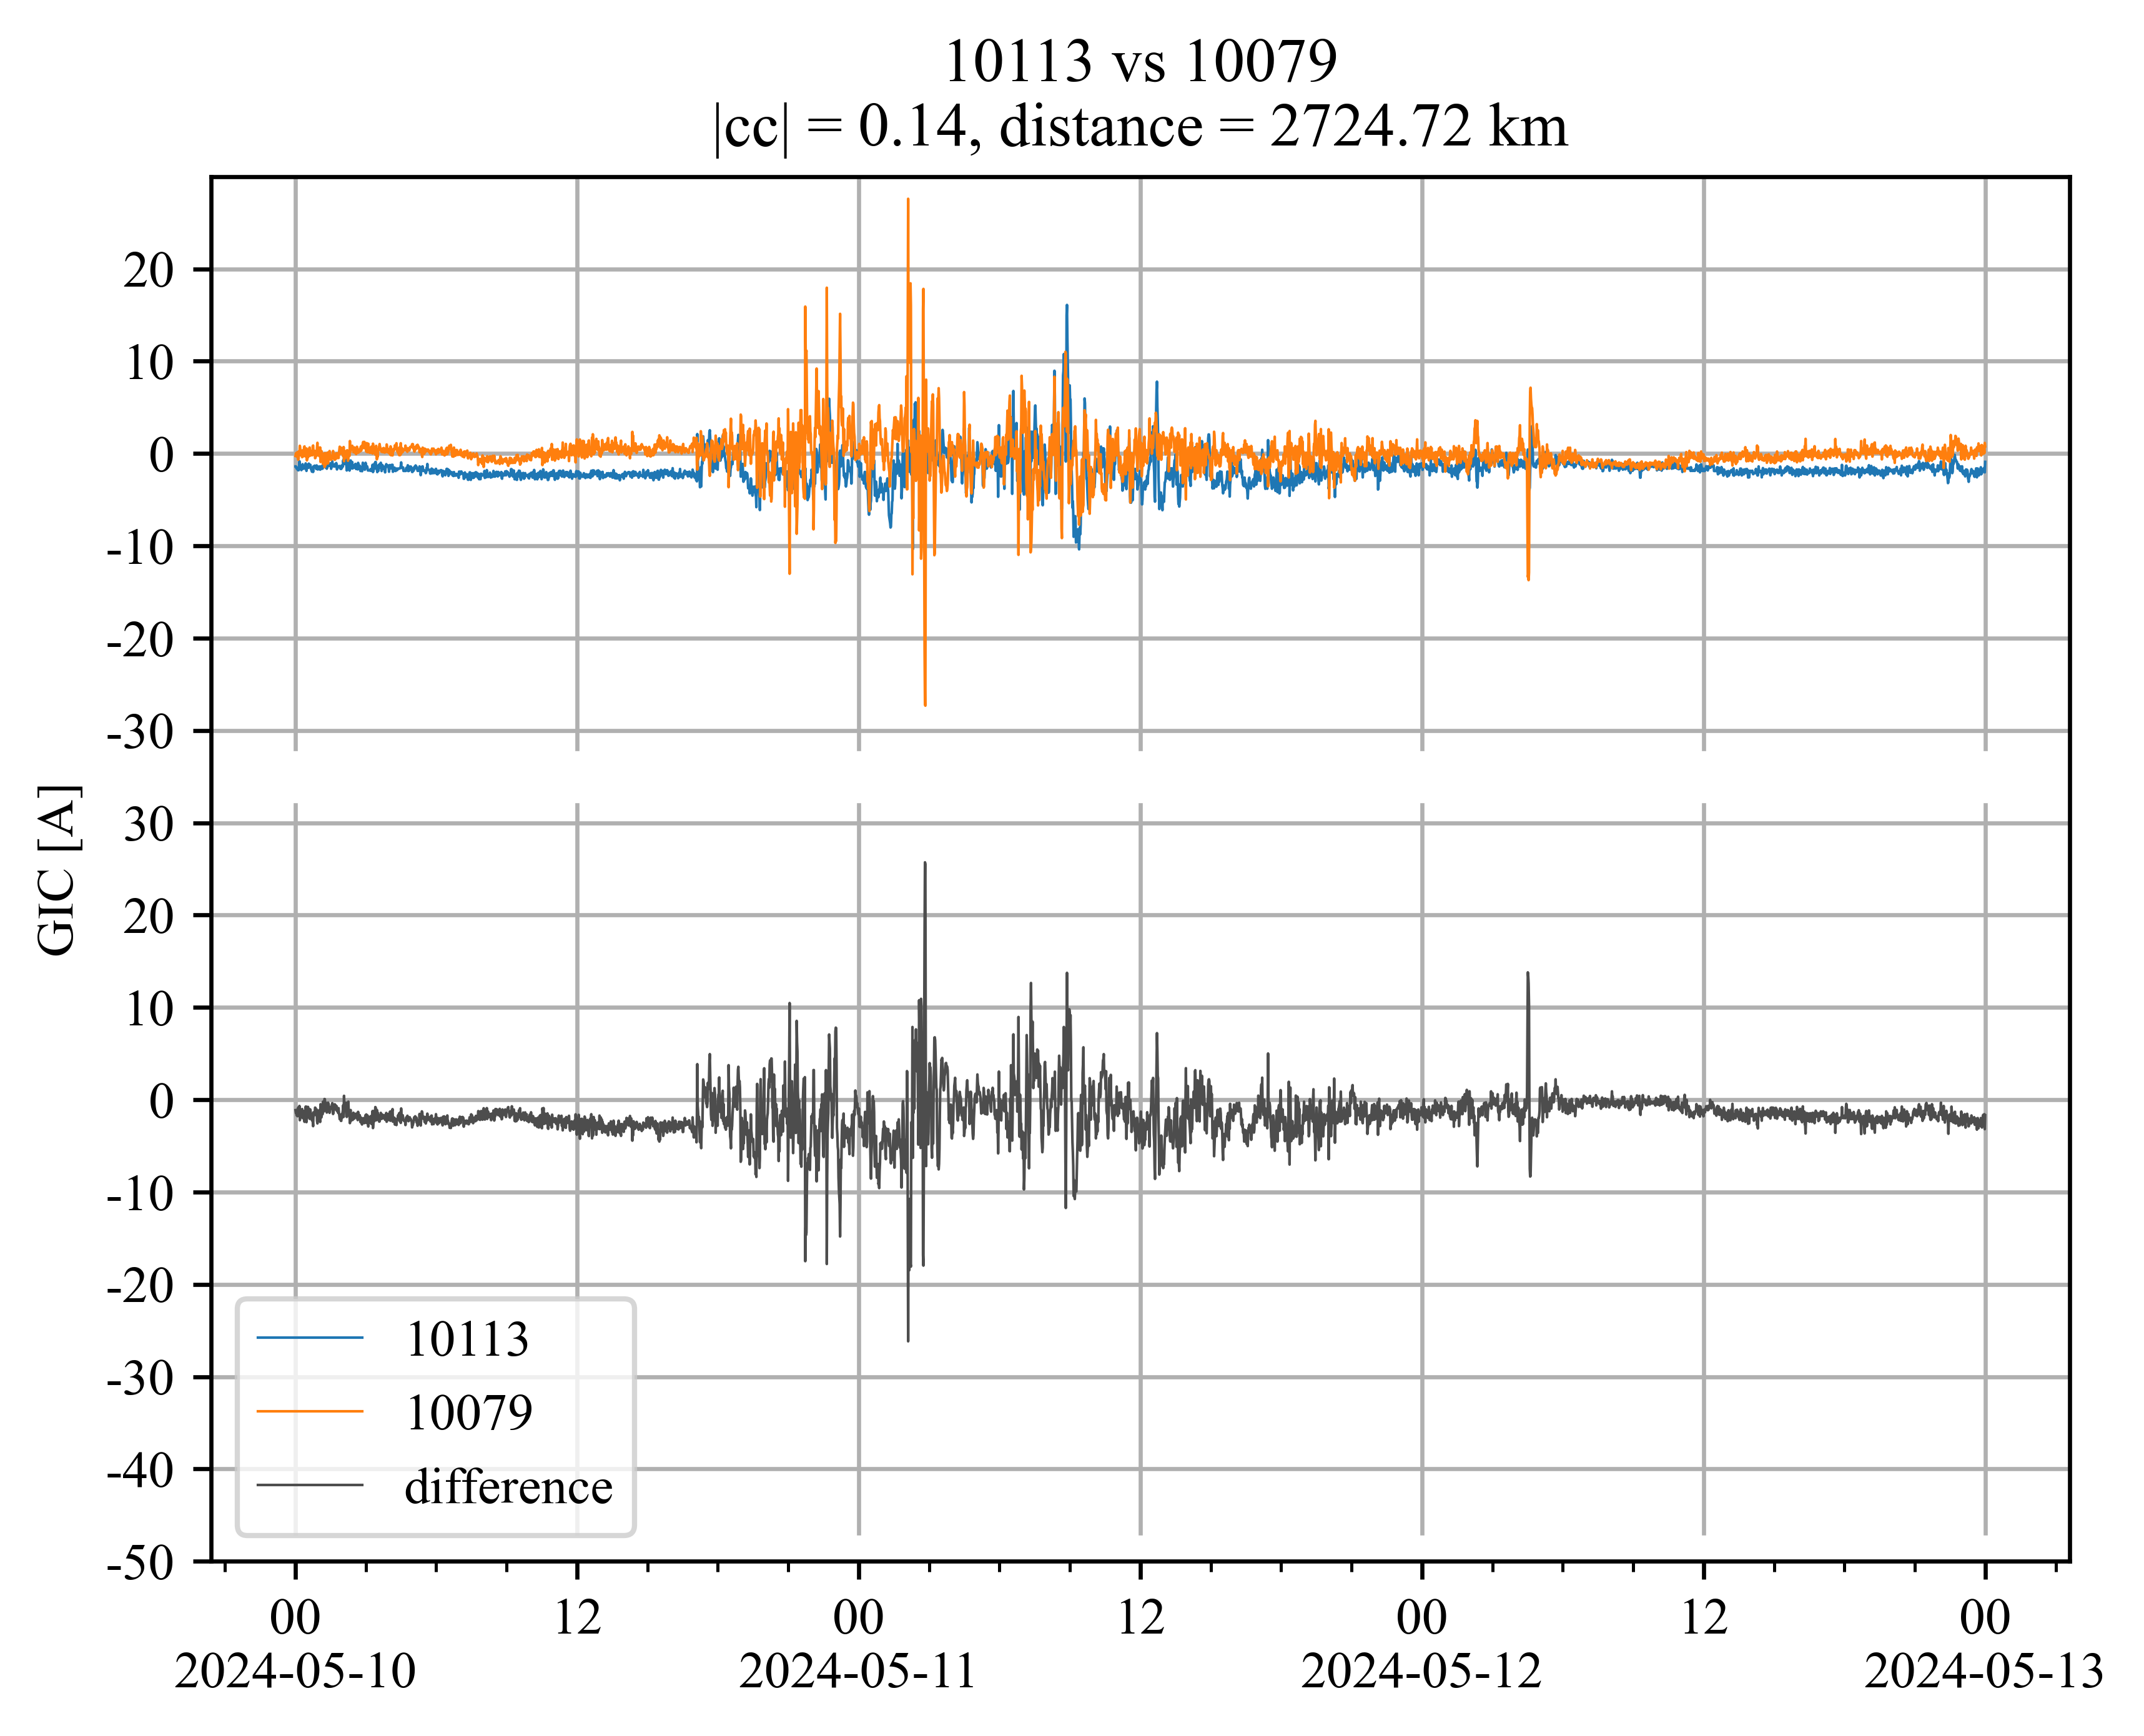 10113 vs 10079
|cc| = 0.14, distance = 2724.72 km
20
10
0
-10
-20
-30
30
20
10
0
-10
-20
-30
-40
-50
GIC [A]
10113
10079
difference
00 12 00 12 00 12 00
2024-05-10 2024-05-11 2024-05-12 2024-05-13